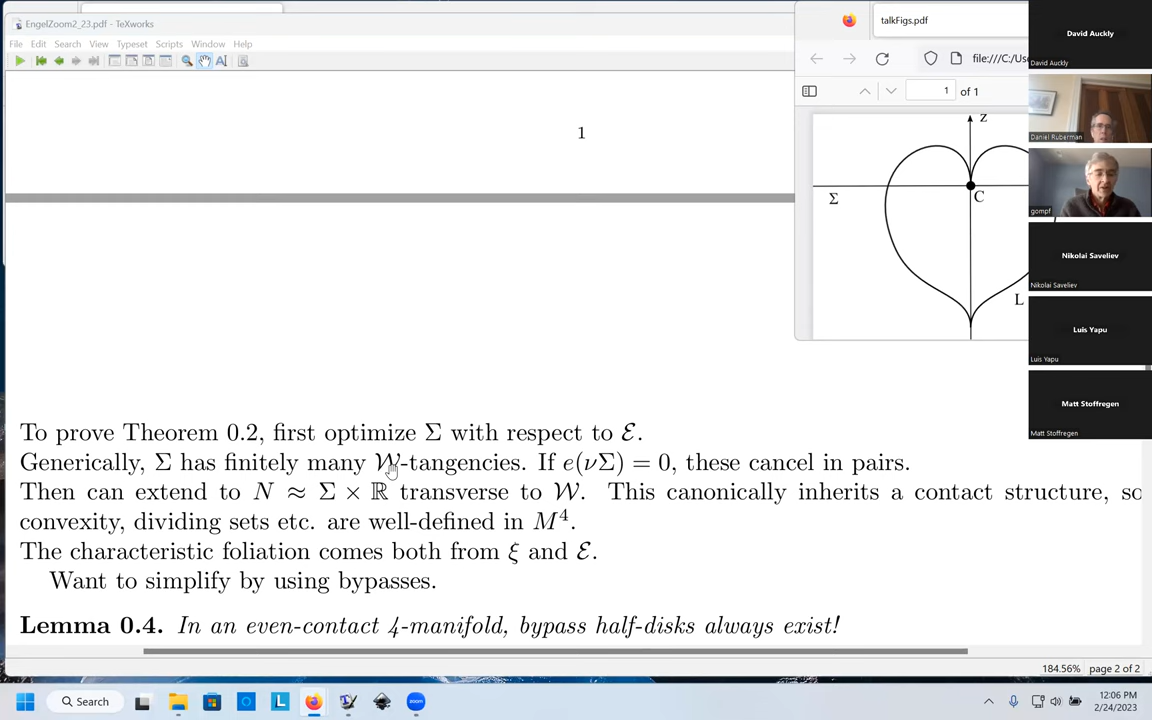 EngelZoom2_23.pdf - TeXworks
File Edit Search View Typeset Scripts Window Help
1
To prove Theorem 0.2, first optimize Σ with respect to ℰ.
Generically, Σ has finitely many 𝒲-tangencies. If e(νΣ) = 0, these cancel in pairs.
Then can extend to N ≈ Σ × ℝ transverse to 𝒲. This canonically inherits a contact structure, so
convexity, dividing sets etc. are well-defined in M⁴.
The characteristic foliation comes both from ξ and ℰ.
Want to simplify by using bypasses.
Lemma 0.4. In an even-contact 4-manifold, bypass half-disks always exist!
184.56% page 2 of 2
talkFigs.pdf
file:///C:/Us
1 of 1
z
Σ
C
L
David Auckly
David Auckly
Daniel Ruberman
gompf
Nikolai Saveliev
Nikolai Saveliev
Luis Yapu
Luis Yapu
Matt Stoffregen
Matt Stoffregen
Search
L
zoom
12:06 PM
2/24/2023